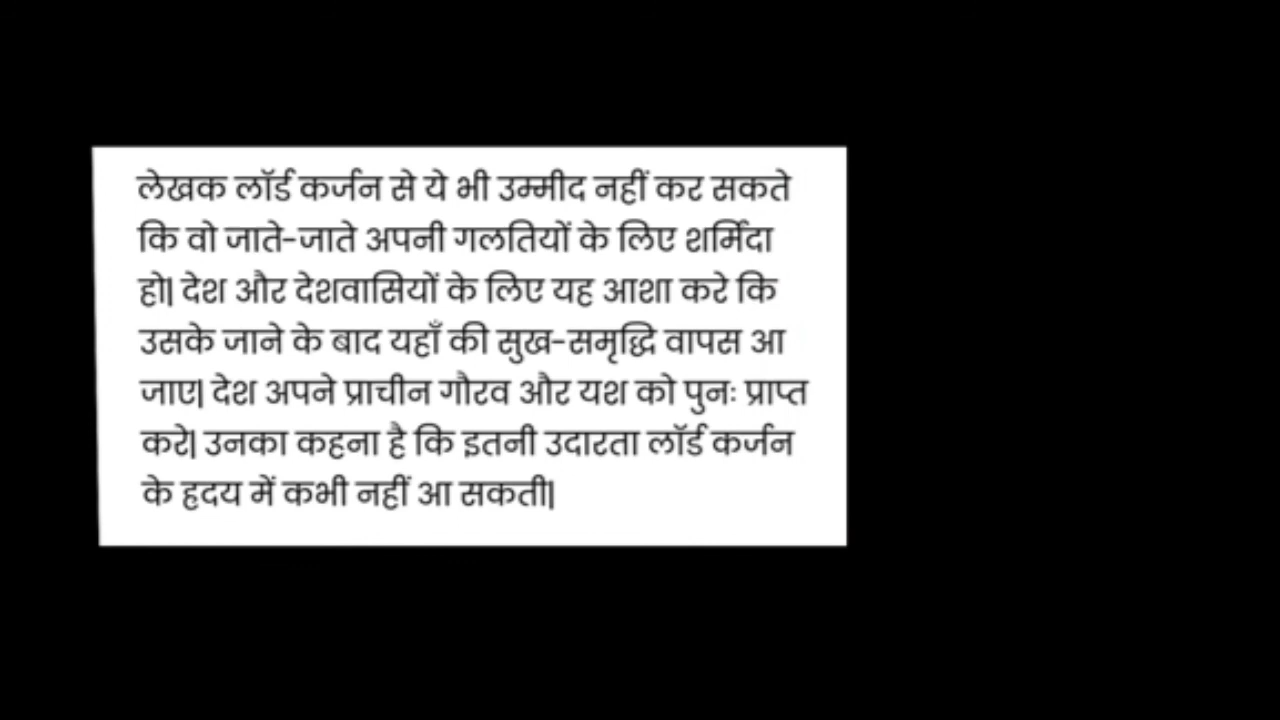 लेखक लॉर्ड कर्जन से ये भी उम्मीद नहीं कर सकते
कि वो जाते-जाते अपनी गलतियों के लिए शर्मिदा
हो| देश और देशवासियों के लिए यह आशा करे कि
उसके जाने के बाद यहाँ की सुख-समृद्धि वापस आ
जाए| देश अपने प्राचीन गौरव और यश को पुनः प्राप्त
करे| उनका कहना है कि इतनी उदारता लॉर्ड कर्जन
के हृदय में कभी नहीं आ सकती|